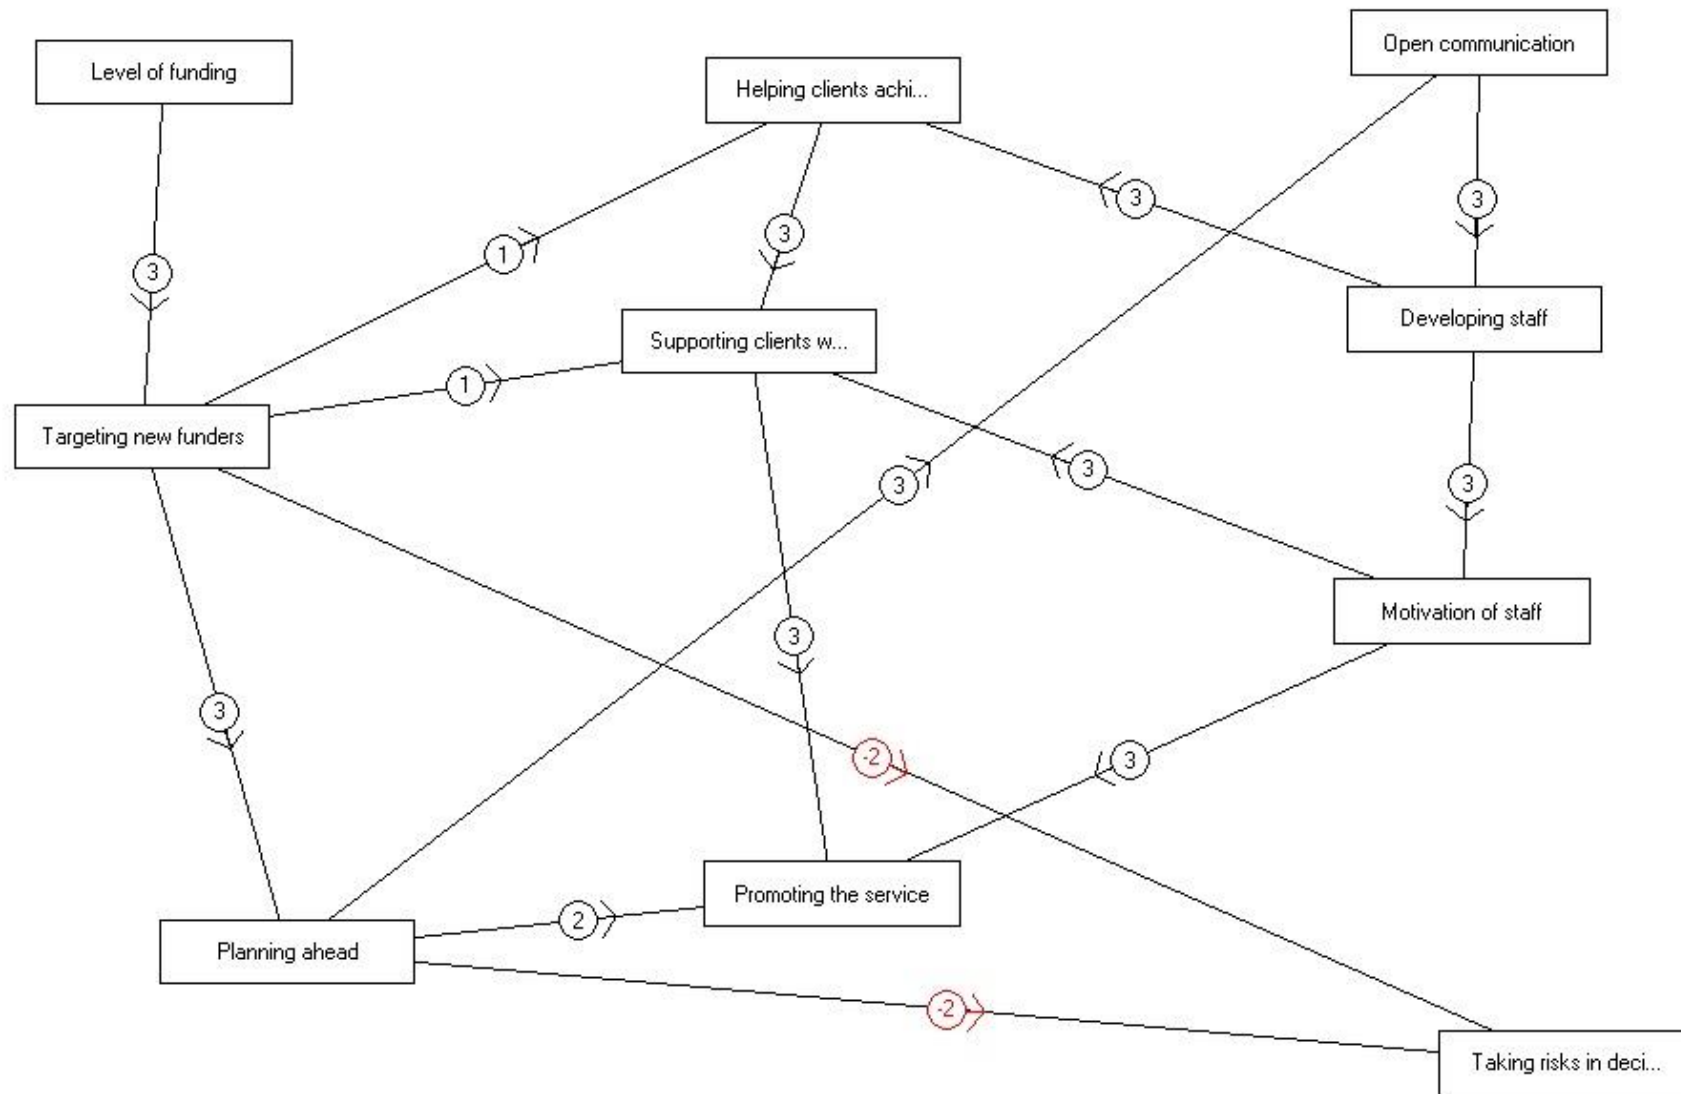 Open communication
Level of funding
Helping clients achi...
3
3
3
3
1
Developing staff
Supporting clients w...
1
Targeting new funders
3
3
3
Motivation of staff
3
3
-2
3
Promoting the service
2
Planning ahead
-2
Taking risks in deci...